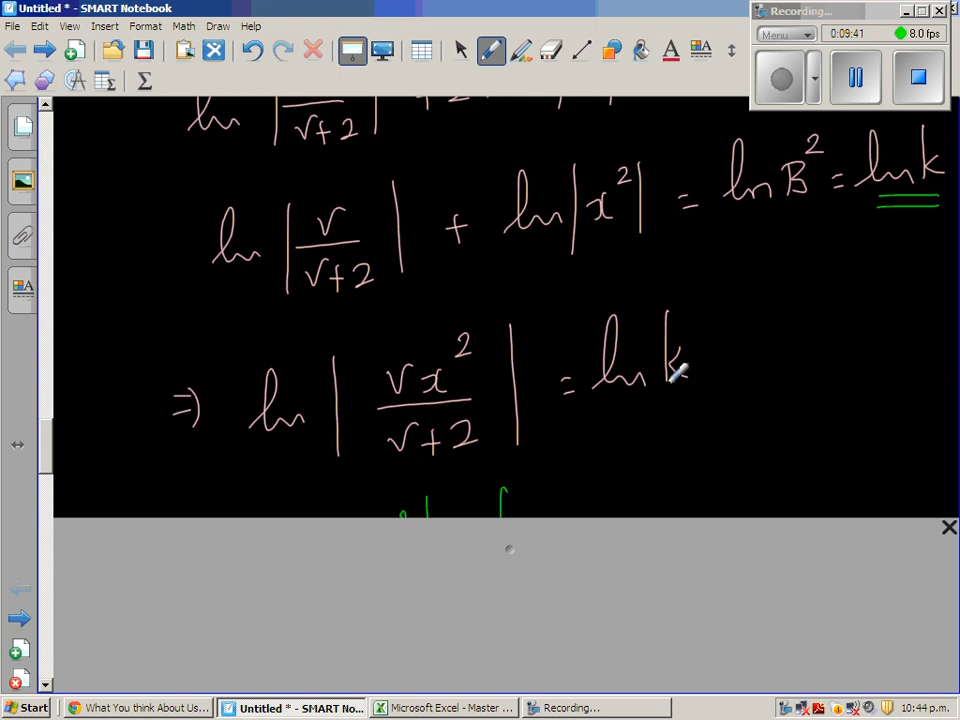 Untitled * - SMART Notebook
File Edit View Insert Format Math Draw Help
Recording...
Menu 0:09:41 8.0 fps
ln | / v+2 |
ln | v / v+2 | + ln |x²| = ln B² = ln k
⇒ ln | vx² / v+2 | = ln k
Start What You think About Us... Untitled * - SMART No... Microsoft Excel - Master ... Recording... 10:44 p.m.